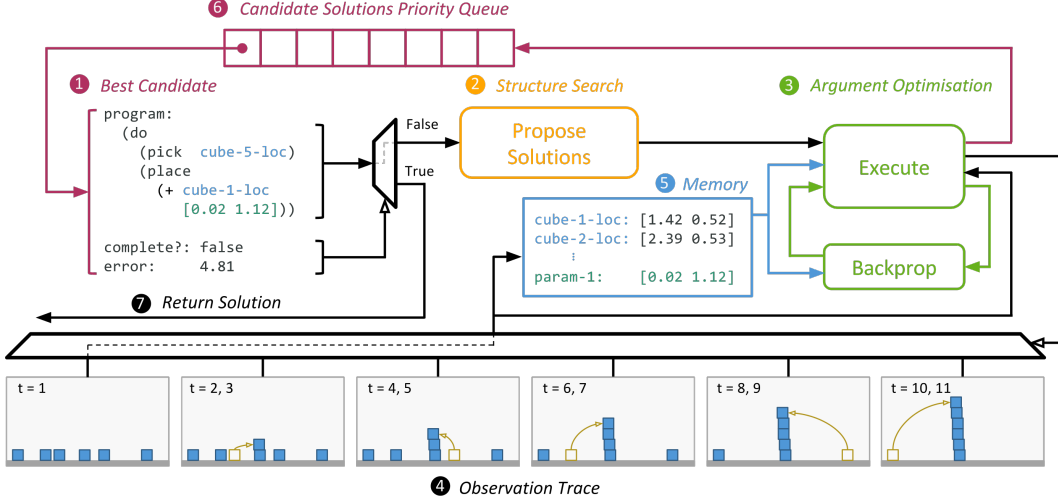 6 Candidate Solutions Priority Queue
1 Best Candidate
program:
(do
(pick cube-5-loc)
(place
(+ cube-1-loc
[0.02 1.12]))
complete?: false
error: 4.81
False
True
2 Structure Search
Propose
Solutions
3 Argument Optimisation
Execute
Backprop
5 Memory
cube-1-loc: [1.42 0.52]
cube-2-loc: [2.39 0.53]
⋮
param-1: [0.02 1.12]
7 Return Solution
t = 1
t = 2, 3
t = 4, 5
t = 6, 7
t = 8, 9
t = 10, 11
4 Observation Trace